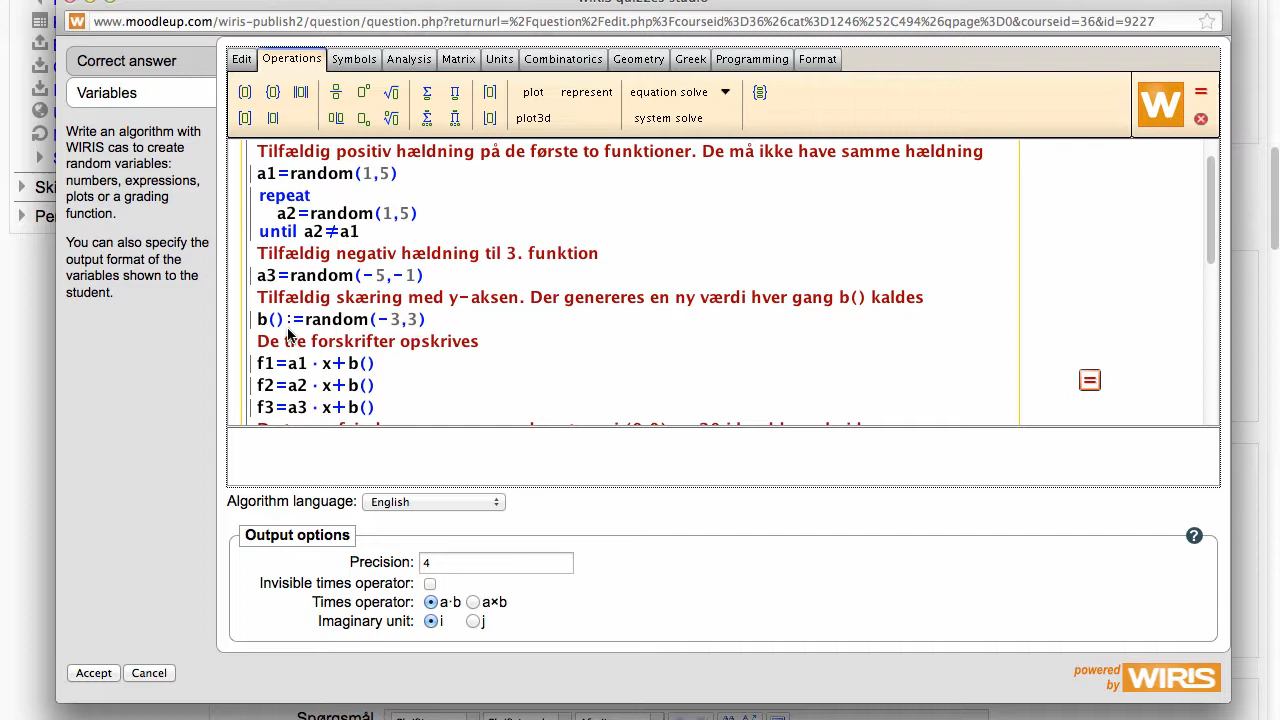 WIRIS quizzes studio
www.moodleup.com/wiris-publish2/question/question.php?returnurl=%2Fquestion%2Fedit.php%3Fcourseid%3D36%26cat%3D1246%252C494%26qpage%3D0&courseid=36&id=9227
Correct answer
Variables
Write an algorithm with
WIRIS cas to create
random variables:
numbers, expressions,
plots or a grading
function.
You can also specify the
output format of the
variables shown to the
student.
Edit Operations Symbols Analysis Matrix Units Combinatorics Geometry Greek Programming Format
plot represent equation solve
plot3d system solve
W
Tilfældig positiv hældning på de første to funktioner. De må ikke have samme hældning
a1=random(1,5)
repeat
a2=random(1,5)
until a2≠a1
Tilfældig negativ hældning til 3. funktion
a3=random(-5,-1)
Tilfældig skæring med y-aksen. Der genereres en ny værdi hver gang b() kaldes
b():=random(-3,3)
De tre forskrifter opskrives
f1=a1·x+b()
f2=a2·x+b()
f3=a3·x+b()
=
Algorithm language: English
Output options
?
Precision: 4
Invisible times operator:
Times operator: a·b a×b
Imaginary unit: i j
Accept Cancel
powered
by WIRIS
Ski
Per
Spørgsmål